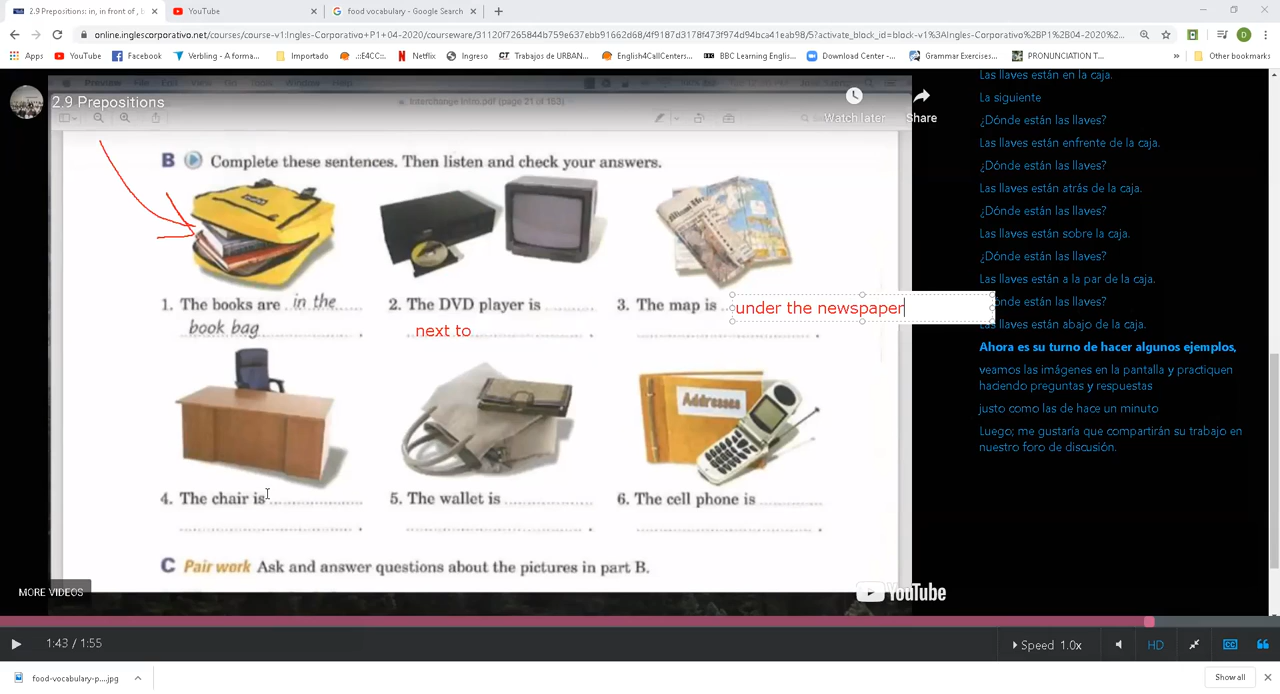 2.9 Prepositions: in, in front of , b
YouTube
food vocabulary - Google Search
online.inglescorporativo.net/courses/course-v1:Ingles-Corporativo+P1+04-2020/courseware/31120f7265844b759e637ebb91662d68/4f9187d3178f473f974d94bca41eab98/5?activate_block_id=block-v1%3AIngles-Corporativo%2BP1%2B04-2020%2...
Apps
YouTube
Facebook
Verbling - A forma...
Importado
.::E4CC::.
Netflix
Ingreso
Trabajos de URBAN...
English4CallCenters...
BBC Learning Englis...
Download Center -...
Grammar Exercises...
PRONUNCIATION T...
Other bookmarks
2.9 Prepositions
Watch later
Share
B Complete these sentences. Then listen and check your answers.
1. The books are in the
book bag
2. The DVD player is
next to
3. The map is
under the newspaper
Addresses
4. The chair is
5. The wallet is
6. The cell phone is
C Pair work Ask and answer questions about the pictures in part B.
MORE VIDEOS
YouTube
Las llaves están en la caja.
La siguiente
¿Dónde están las llaves?
Las llaves están enfrente de la caja.
¿Dónde están las llaves?
Las llaves están atrás de la caja.
¿Dónde están las llaves?
Las llaves están sobre la caja.
¿Dónde están las llaves?
Las llaves están a la par de la caja.
ónde están las llaves?
Las llaves están abajo de la caja.
Ahora es su turno de hacer algunos ejemplos,
veamos las imágenes en la pantalla y practiquen
haciendo preguntas y respuestas
justo como las de hace un minuto
Luego; me gustaría que compartirán su trabajo en
nuestro foro de discusión.
1:43 / 1:55
Speed 1.0x
HD
food-vocabulary-p....jpg
Show all